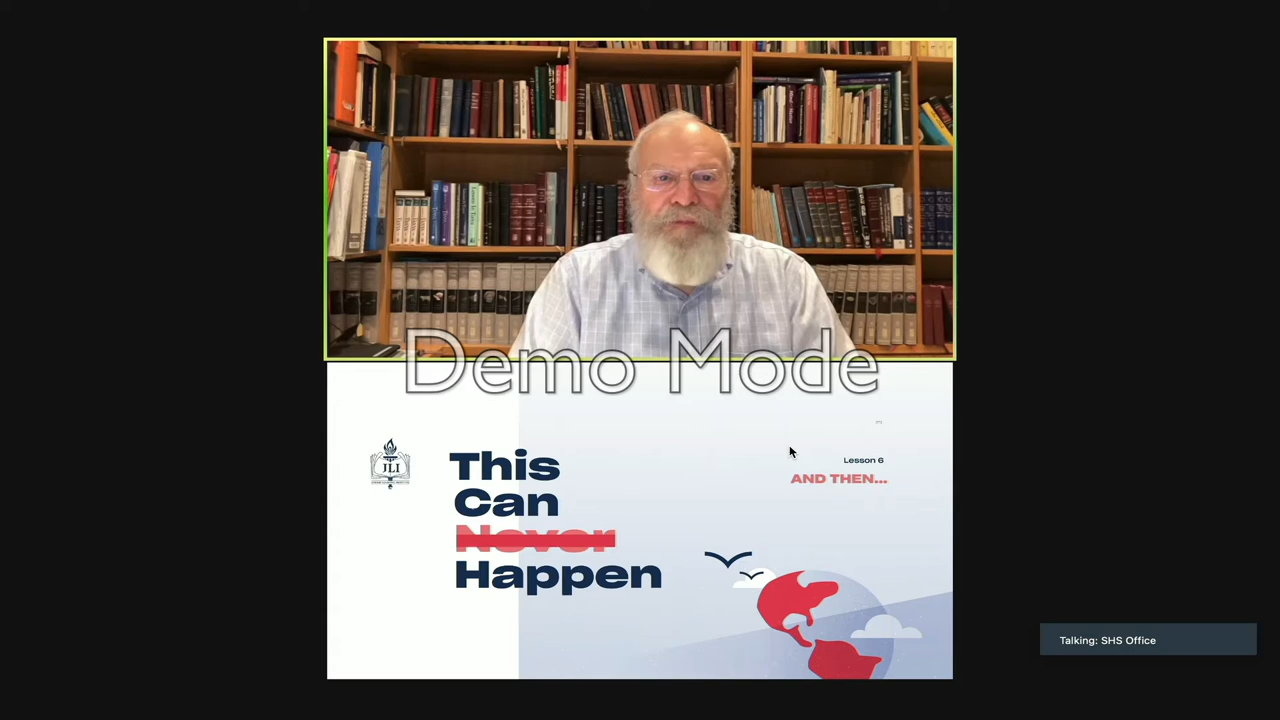 Demo Mode
JLI
This
Can
Never
Happen
Lesson 6
AND THEN...
Talking: SHS Office